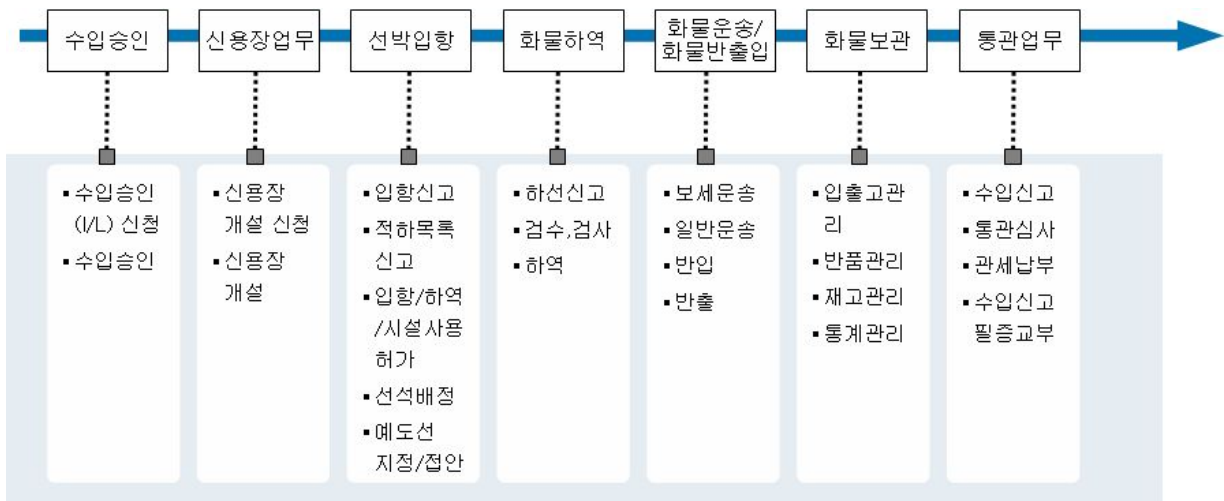 수입승인
신용장업무
선박입항
화물하역
화물운송/
화물반출입
화물보관
통관업무
▪수입승인
(I/L) 신청
▪수입승인
▪신용장
개설 신청
▪신용장
개설
▪입항신고
▪적하목록
신고
▪입항/하역
/시설사용
허가
▪선석배정
▪예도선
지정/접안
▪하선신고
▪검수,검사
▪하역
▪보세운송
▪일반운송
▪반입
▪반출
▪입출고관
리
▪반품관리
▪재고관리
▪통계관리
▪수입신고
▪통관심사
▪관세납부
▪수입신고
필증교부